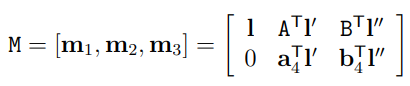 M = [m₁, m₂, m₃] = [ l Aᵀl′ Bᵀl″
0 a₄ᵀl′ b₄ᵀl″ ]